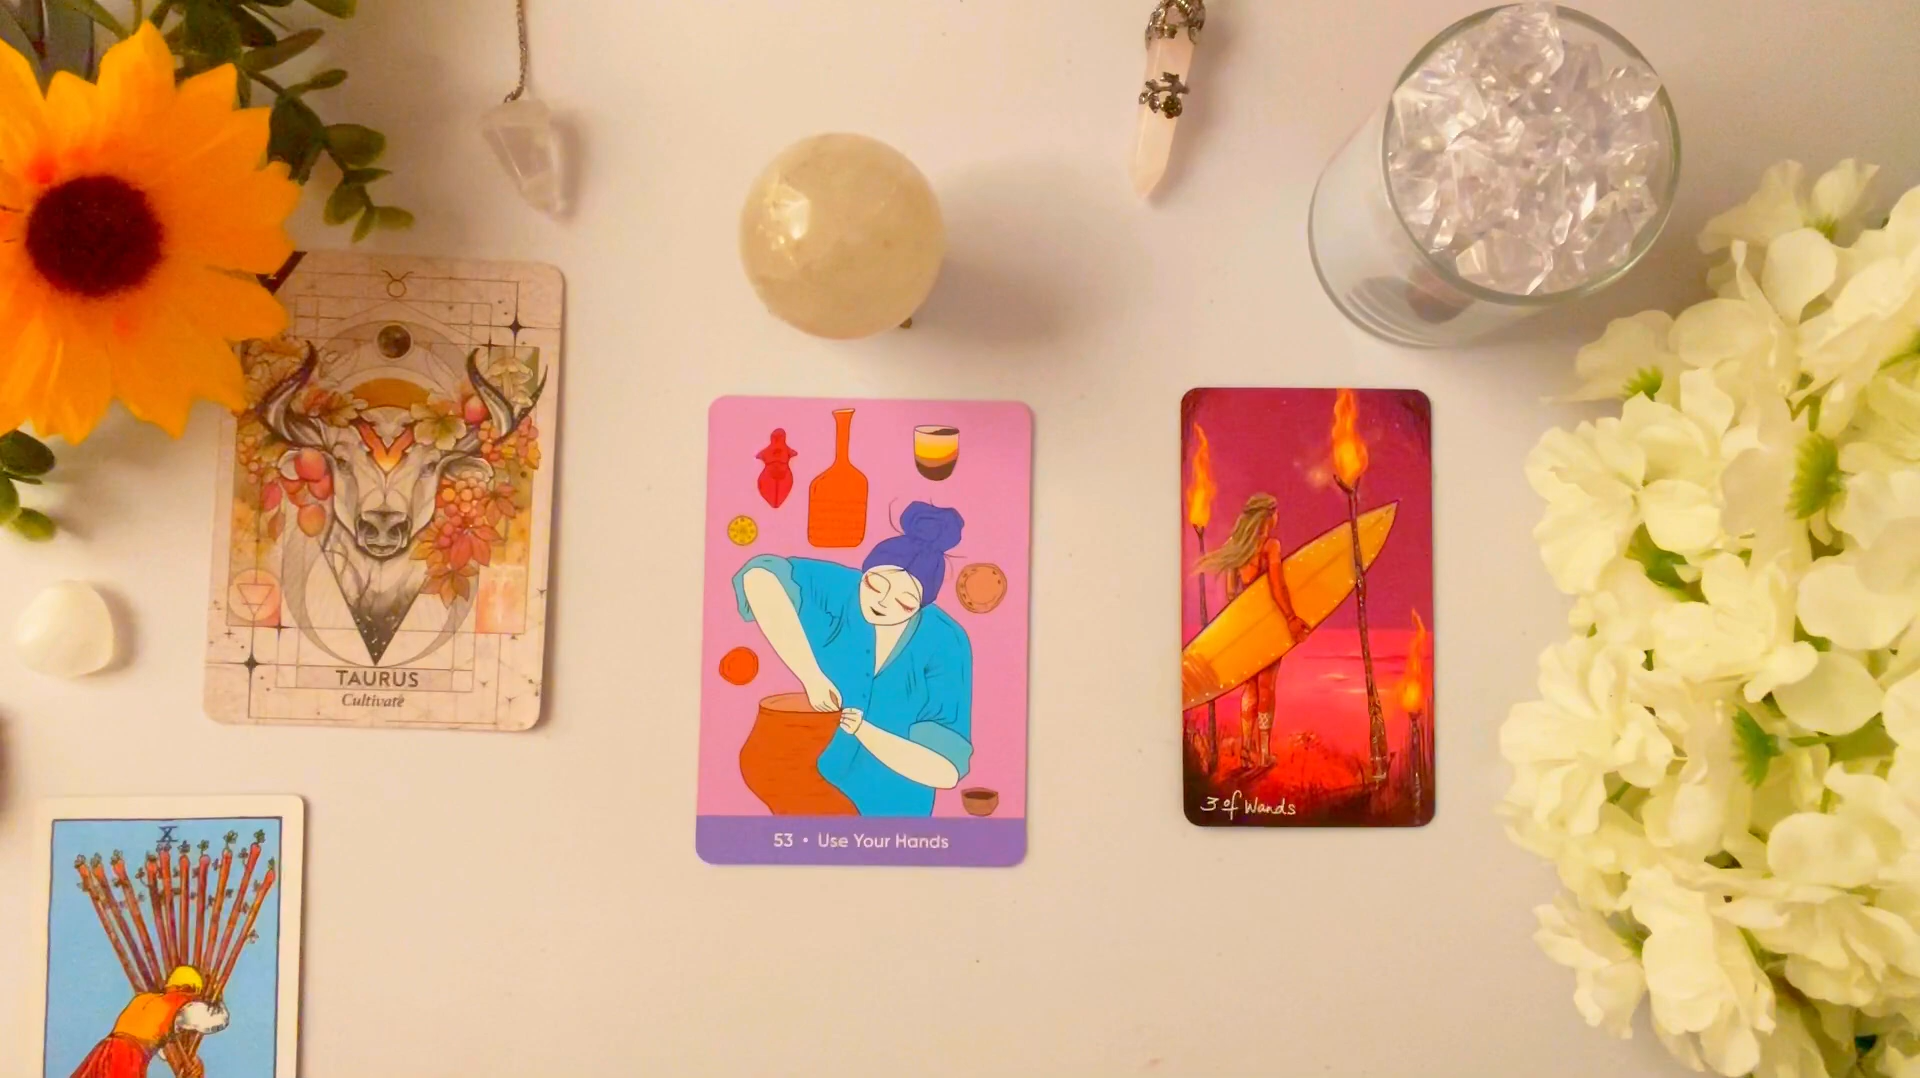 TAURUS
Cultivate
53 • Use Your Hands
3 of Wands
X